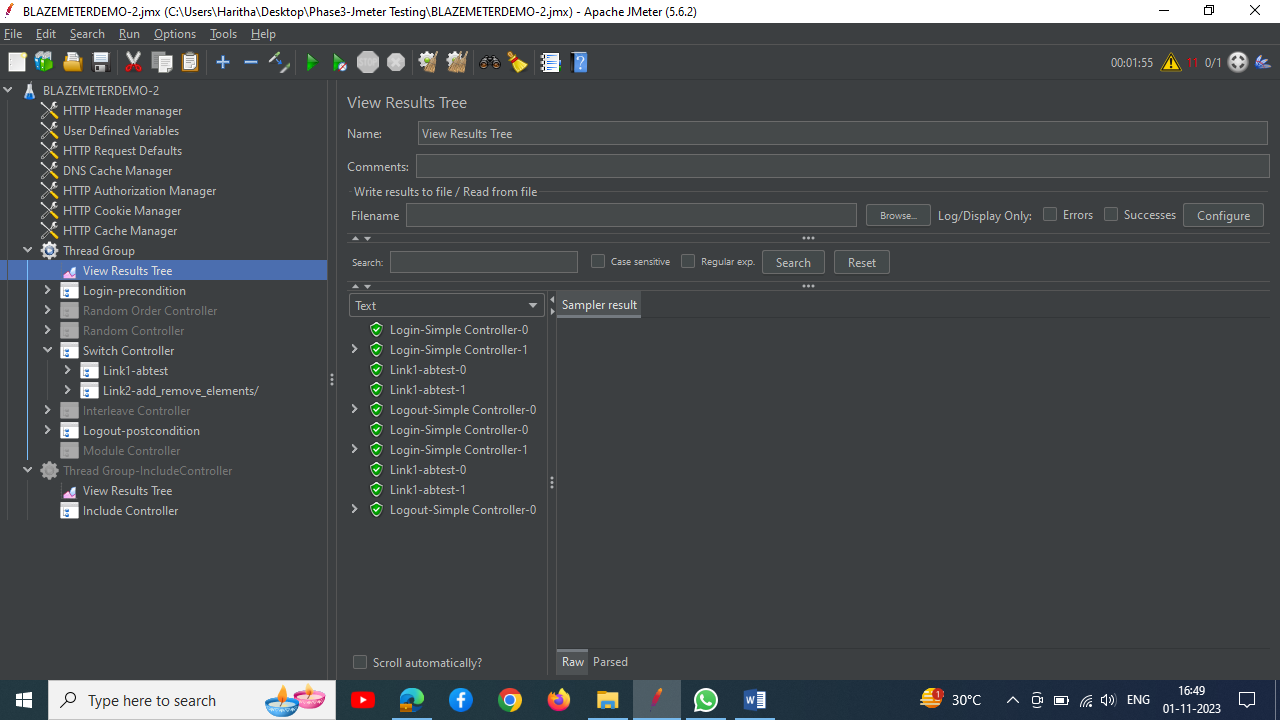 BLAZEMETERDEMO-2.jmx (C:\Users\Haritha\Desktop\Phase3-Jmeter Testing\BLAZEMETERDEMO-2.jmx) - Apache JMeter (5.6.2)
File Edit Search Run Options Tools Help
STOP ? 00:01:55 11 0/1
BLAZEMETERDEMO-2
HTTP Header manager
User Defined Variables
HTTP Request Defaults
DNS Cache Manager
HTTP Authorization Manager
HTTP Cookie Manager
HTTP Cache Manager
Thread Group
View Results Tree
Login-precondition
Random Order Controller
Random Controller
Switch Controller
Link1-abtest
Link2-add_remove_elements/
Interleave Controller
Logout-postcondition
Module Controller
Thread Group-IncludeController
View Results Tree
Include Controller
View Results Tree
Name: View Results Tree
Comments:
Write results to file / Read from file
Filename Browse... Log/Display Only: Errors Successes Configure
Search: Case sensitive Regular exp. Search Reset
Text
Login-Simple Controller-0
Login-Simple Controller-1
Link1-abtest-0
Link1-abtest-1
Logout-Simple Controller-0
Login-Simple Controller-0
Login-Simple Controller-1
Link1-abtest-0
Link1-abtest-1
Logout-Simple Controller-0
Scroll automatically?
Sampler result
Raw Parsed
Type here to search
1 30°C ENG 16:49
01-11-2023